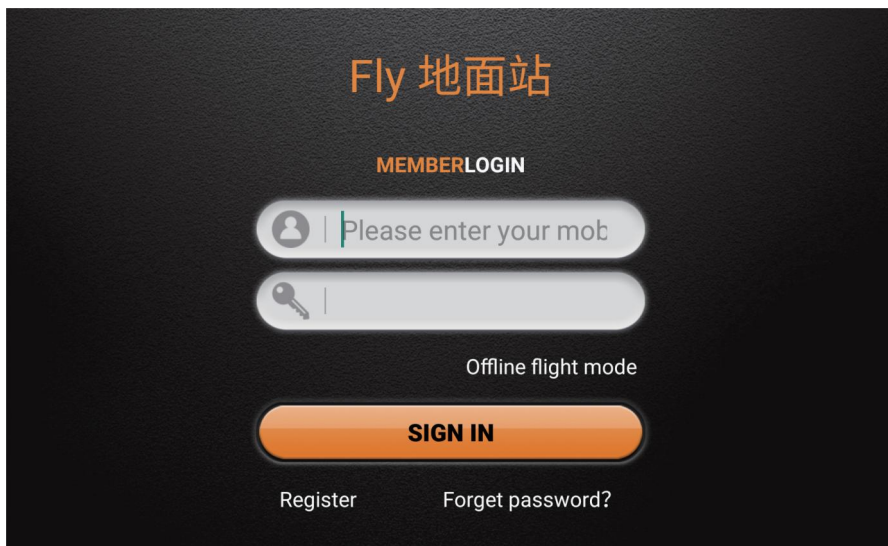 Fly 地面站
MEMBERLOGIN
Please enter your mob
Offline flight mode
SIGN IN
Register
Forget password?